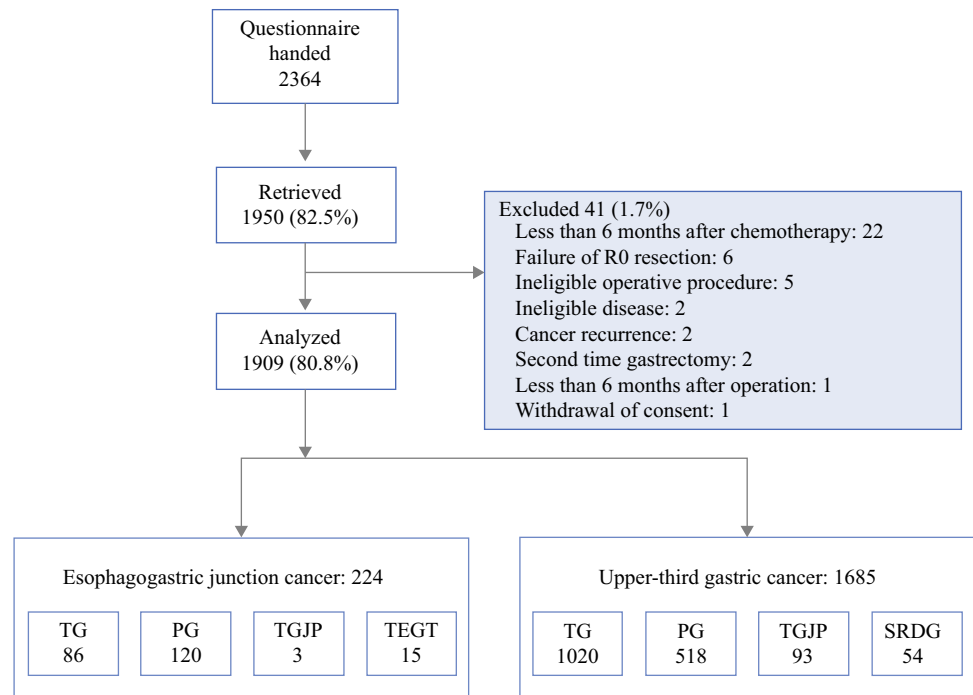 Questionnaire
handed
2364
Retrieved
1950 (82.5%)
Excluded 41 (1.7%)
Less than 6 months after chemotherapy: 22
Failure of R0 resection: 6
Ineligible operative procedure: 5
Ineligible disease: 2
Cancer recurrence: 2
Second time gastrectomy: 2
Less than 6 months after operation: 1
Withdrawal of consent: 1
Analyzed
1909 (80.8%)
Esophagogastric junction cancer: 224
TG
86
PG
120
TGJP
3
TEGT
15
Upper-third gastric cancer: 1685
TG
1020
PG
518
TGJP
93
SRDG
54